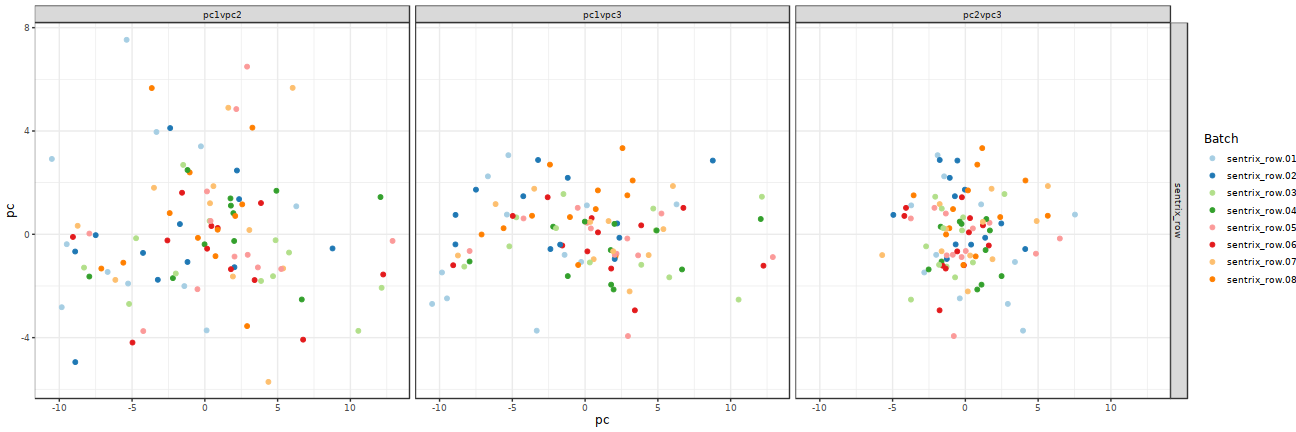 pc1vpc2
pc1vpc3
pc2vpc3
8
4
0
-4
pc
-10
-5
0
5
10
-10
-5
0
5
10
-10
-5
0
5
10
pc
sentrix_row
Batch
sentrix_row.01
sentrix_row.02
sentrix_row.03
sentrix_row.04
sentrix_row.05
sentrix_row.06
sentrix_row.07
sentrix_row.08